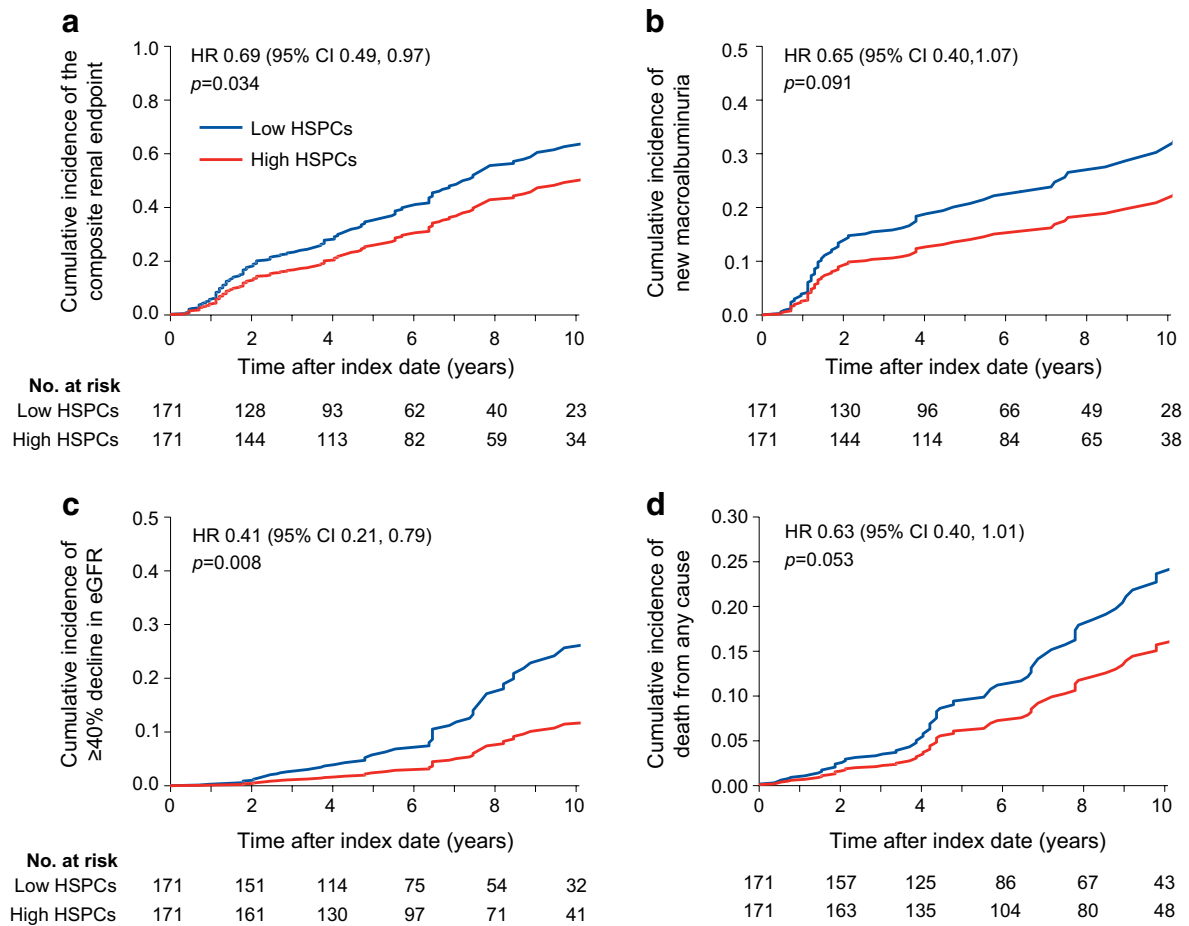 a
Cumulative incidence of the
composite renal endpoint
1.0
0.8
0.6
0.4
0.2
0.0
HR 0.69 (95% CI 0.49, 0.97)
p=0.034
Low HSPCs
High HSPCs
0 2 4 6 8 10
Time after index date (years)
No. at risk
Low HSPCs 171 128 93 62 40 23
High HSPCs 171 144 113 82 59 34
b
Cumulative incidence of
new macroalbuminuria
0.5
0.4
0.3
0.2
0.1
0.0
HR 0.65 (95% CI 0.40,1.07)
p=0.091
0 2 4 6 8 10
Time after index date (years)
171 130 96 66 49 28
171 144 114 84 65 38
c
Cumulative incidence of
≥40% decline in eGFR
0.5
0.4
0.3
0.2
0.1
0.0
HR 0.41 (95% CI 0.21, 0.79)
p=0.008
0 2 4 6 8 10
Time after index date (years)
No. at risk
Low HSPCs 171 151 114 75 54 32
High HSPCs 171 161 130 97 71 41
d
Cumulative incidence of
death from any cause
0.30
0.25
0.20
0.15
0.10
0.05
0.00
HR 0.63 (95% CI 0.40, 1.01)
p=0.053
0 2 4 6 8 10
Time after index date (years)
171 157 125 86 67 43
171 163 135 104 80 48